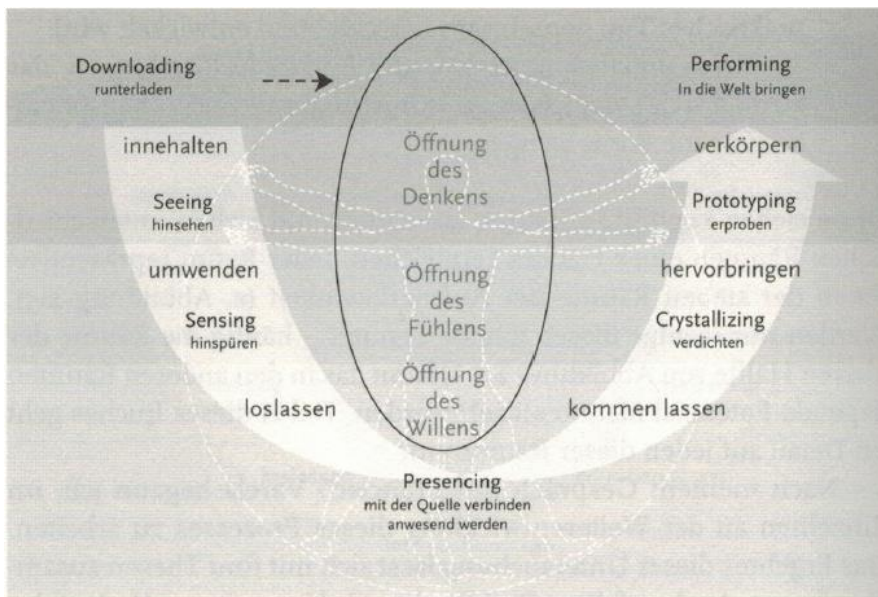 Downloading
runterladen
innehalten
Seeing
hinsehen
umwenden
Sensing
hinspüren
loslassen
Öffnung
des
Denkens
Öffnung
des
Fühlens
Öffnung
des
Willens
Performing
In die Welt bringen
verkörpern
Prototyping
erproben
hervorbringen
Crystallizing
verdichten
kommen lassen
Presencing
mit der Quelle verbinden
anwesend werden